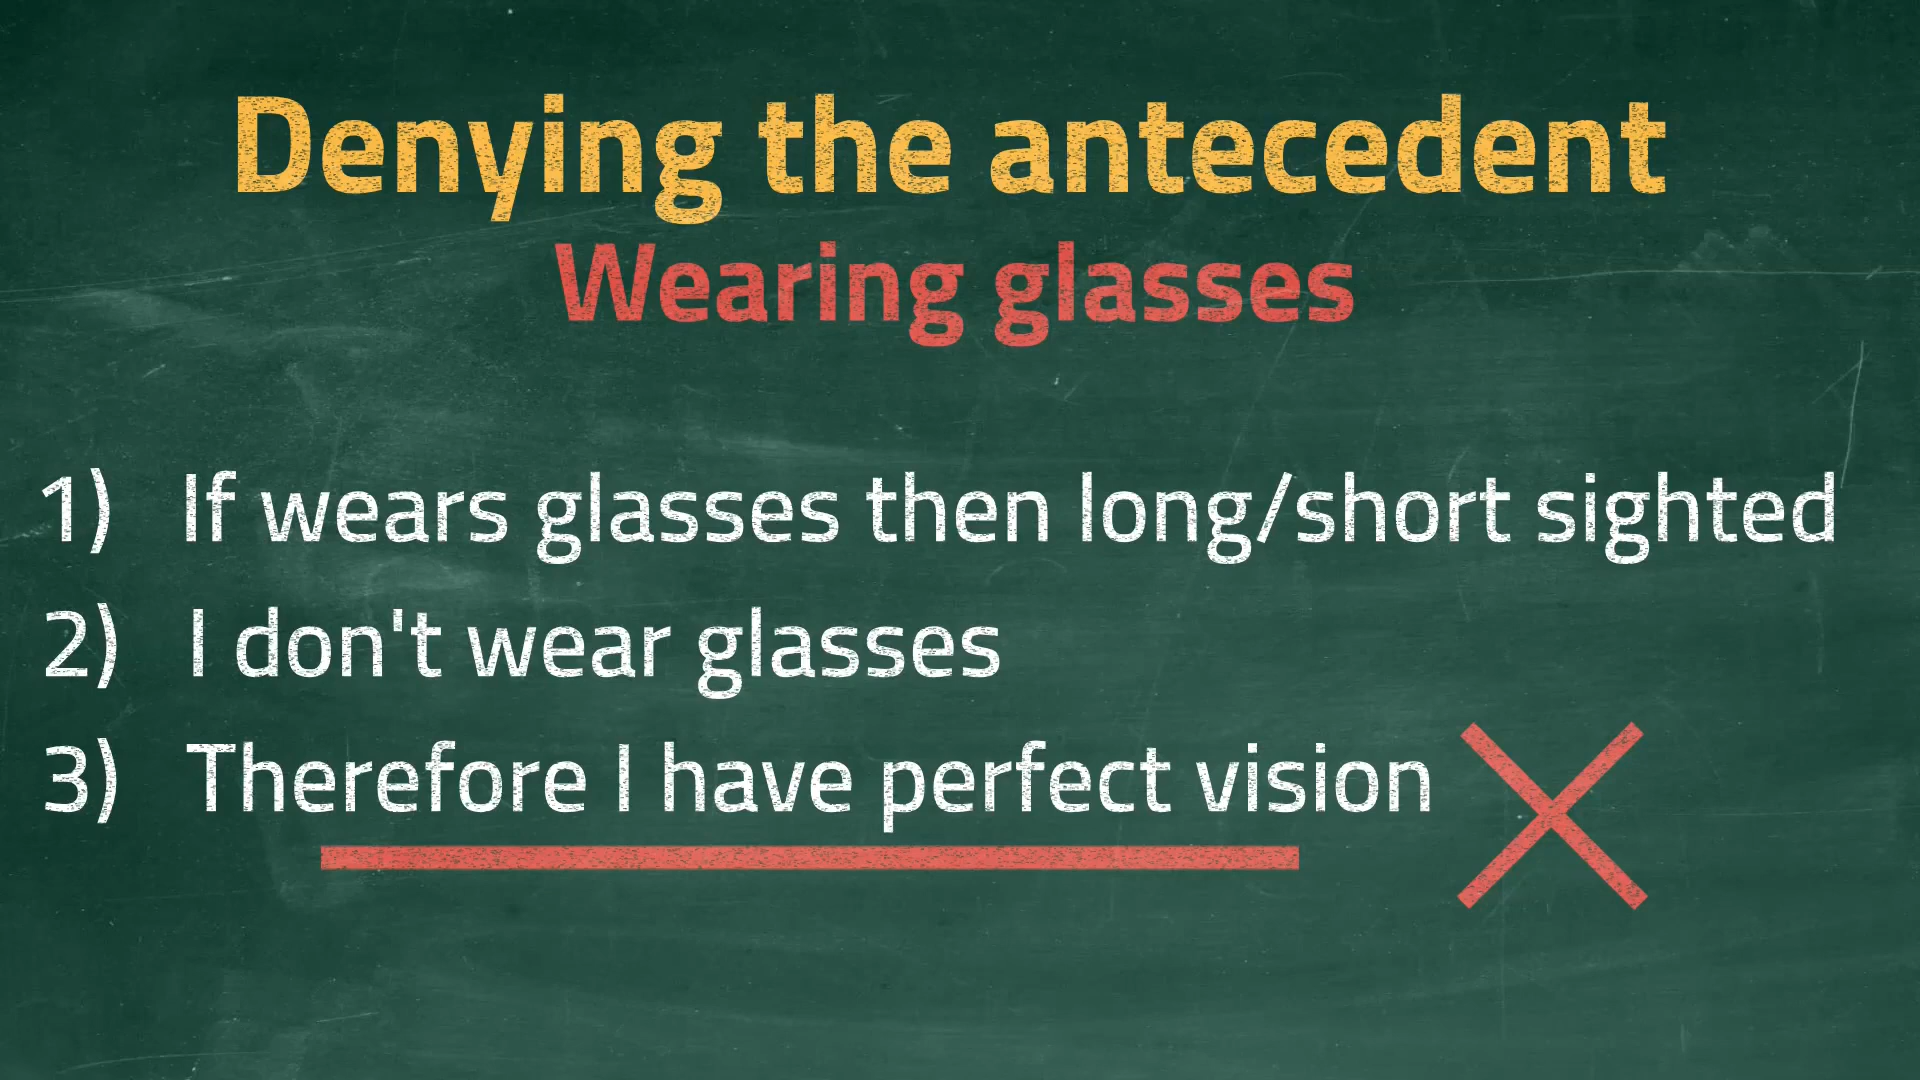 Denying the antecedent
Wearing glasses
1) If wears glasses then long/short sighted
2) I don't wear glasses
3) Therefore I have perfect vision